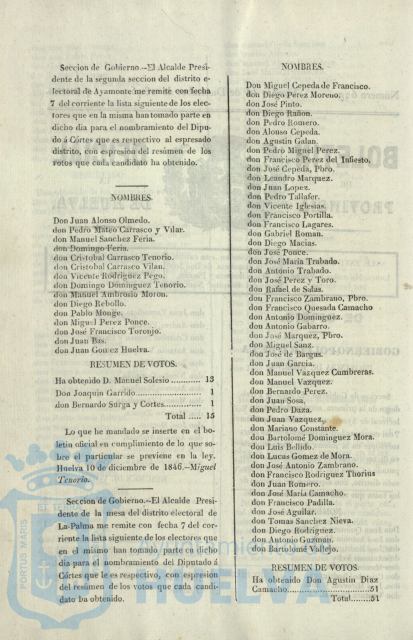 Seccion de Gobierno.—El Alcalde Presi-
dente de la segunda seccion del distrito e-
lectoral de Ayamonte me remite con fecha
7 del corriente la lista siguiente de los elec-
tores que en la misma han tomado parte en
dicho dia para el nombramiento del Dipu-
do á Córtes que es respectivo al espresado
distrito, con espresion del resúmen de los
votos que cada candidato ha obtenido.
NOMBRES.
Don Juan Alonso Olmedo.
don Pedro Mateo Carrasco y Vilar.
don Manuel Sanchez Feria.
don Domingo Feria.
don Cristobal Carrasco Tenorio.
don Cristobal Carrasco Vilan.
don Vicente Rodriguez Pego.
don Domingo Dominguez Tenorio.
don Manuel Ambrosio Moron.
don Diego Rebollo.
don Pablo Monge.
don Miguel Perez Ponce.
don José Francisco Toronjo.
don Juan Bas.
don Juan Gomez Huelva.
RESUMEN DE VOTOS.
Ha obtenido D. Manuel Solesio ............ 13
Don Joaquin Garrido ............ 1
don Bernardo Surga y Cortes ............ 1
Total ..... 15
Lo que he mandado se inserte en el bo-
letin oficial en cumplimiento de lo que so-
bre el particular se previene en la ley.
Huelva 10 de diciembre de 1846.—Miguel
Tenorio.
Seccion de Gobierno.—El Alcalde Presi-
dente de la mesa del distrito electoral de
La-Palma me remite con fecha 7 del cor-
riente la lista siguiente de los electores que
en el mismo han tomado parte en dicho
dia para el nombramiento del Diputado á
Córtes que le es respectivo, con espresion
del resúmen de los votos que cada candi-
dato ba obtenido.
NOMBRES.
Don Miguel Cepeda de Francisco.
don Diego Perez Moreno.
don José Pinto.
don Diego Rañon.
don Pedro Romero.
don Alonso Cepeda.
don Agustin Galan.
don Pedro Miguel Perez.
don Francisco Perez del Infiesto.
don José Cepeda, Pbro.
don Leandro Marquez.
don Juan Lopez.
don Pedro Tallafer.
don Vicente Iglesias.
don Francisco Portilla.
don Francisco Lagares.
don Gabriel Roman.
don Diego Macias.
don José Ponce.
don José Maria Trabado.
don Antonio Trabado.
don José Perez y Toro.
don Rafael de Salas.
don Francisco Zambrano, Pbro.
don Francisco Quesada Camacho
don Antonio Dominguez.
don Antonio Gabarro.
don José Marquez, Pbro.
don Miguel Sanz.
don José de Bargas.
don Juan Garcia.
don Manuel Vazquez Cumbreras.
don Manuel Vazquez.
don Bernardo Perez.
don Juan Sosa,
don Pedro Daza.
don Juan Vazquez.
don Mariano Constante.
don Bartolomé Dominguez Mora.
don Luis Bellido.
don Lucas Gomez de Mora.
don José Antonio Zambrano.
don Francisco Rodriguez Thorius
don Juan Romero.
don José Maria Camacho.
don Francisco Padilla.
don José Aguilar.
don Tomas Sanchez Nieva.
don Diego Rodriguez.
don Antonio Guzman.
don Bartolomé Vallejo.
RESUMEN DE VOTOS.
Ha obtenido Don Agustin Diaz
Camacho ............ 51
Total ........ 51
PORTUS MARIS
HUELVA